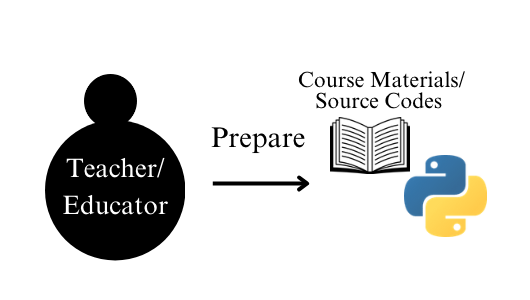 Course Materials/
Source Codes
Prepare
Teacher/
Educator